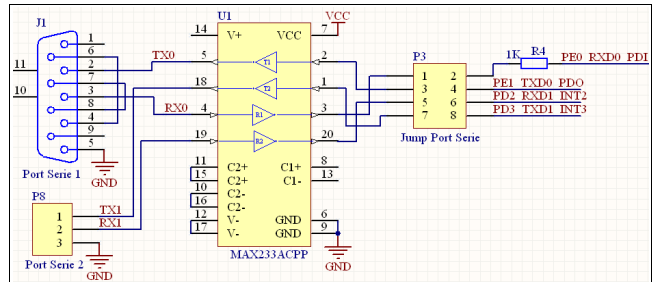 J1
1
6
2
7
3
8
4
9
5
11
10
Port Serie 1
GND
TX0
RX0
P8
1
2
3
TX1
RX1
Port Serie 2
GND
U1
14 V+ VCC 7 VCC
5 T1 2
18 T2 1
4 R1 3
19 R2 20
11 C2+ C1+ 8
15 C2+ C1- 13
10 C2-
16 C2-
12 V- GND 6
17 V- GND 9
MAX233ACPP
GND
P3
1 2
3 4
5 6
7 8
Jump Port Serie
1K R4
PE0 RXD0 PDI
PE1 TXD0 PDO
PD2 RXD1 INT2
PD3 TXD1 INT3